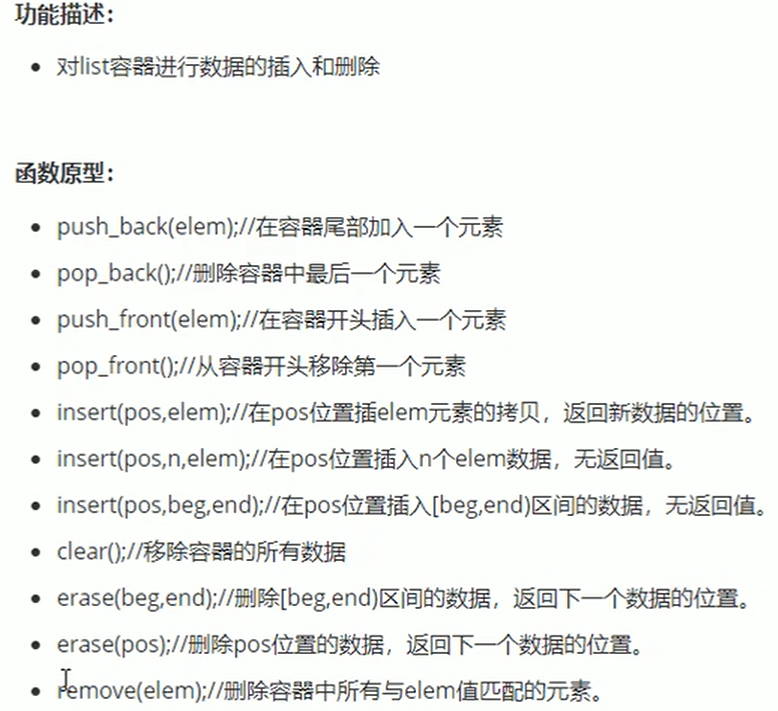 功能描述：
对list容器进行数据的插入和删除
函数原型：
push_back(elem);//在容器尾部加入一个元素
pop_back();//删除容器中最后一个元素
push_front(elem);//在容器开头插入一个元素
pop_front();//从容器开头移除第一个元素
insert(pos,elem);//在pos位置插elem元素的拷贝，返回新数据的位置。
insert(pos,n,elem);//在pos位置插入n个elem数据，无返回值。
insert(pos,beg,end);//在pos位置插入[beg,end)区间的数据，无返回值。
clear();//移除容器的所有数据
erase(beg,end);//删除[beg,end)区间的数据，返回下一个数据的位置。
erase(pos);//删除pos位置的数据，返回下一个数据的位置。
remove(elem);//删除容器中所有与elem值匹配的元素。